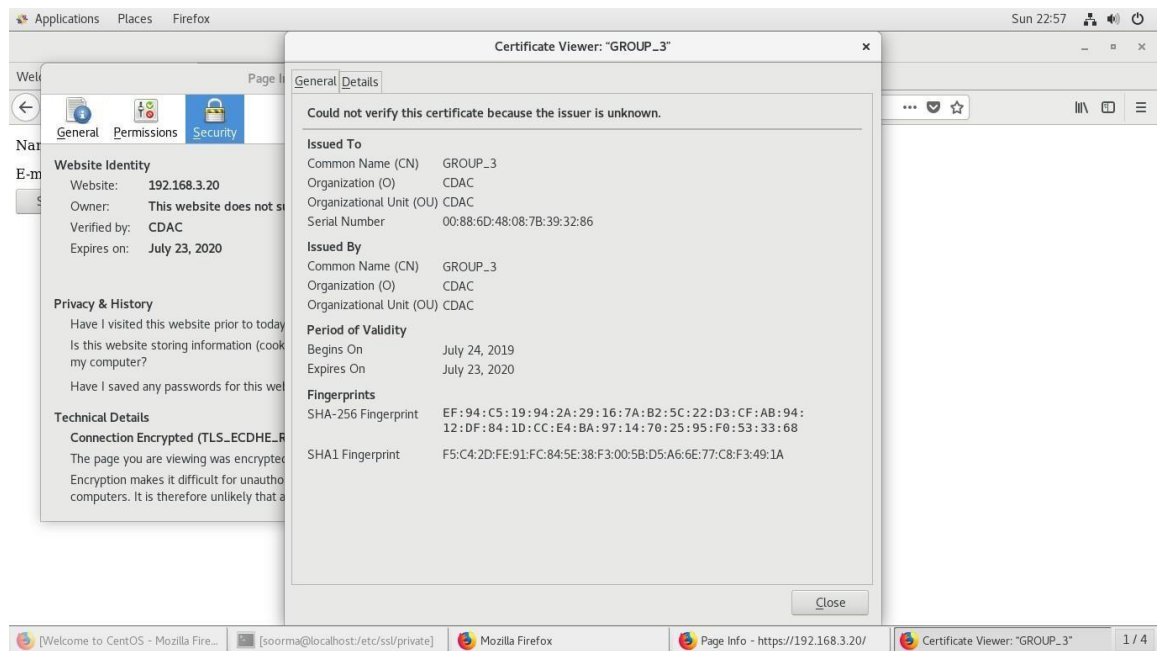 Applications Places Firefox Sun 22:57
Certificate Viewer: "GROUP_3"
Page
General Permissions Security
Website Identity
Website: 192.168.3.20
Owner: This website does not
Verified by: CDAC
Expires on: July 23, 2020
Privacy & History
Have I visited this website prior to today
Is this website storing information (cook
my computer?
Have I saved any passwords for this
Technical Details
Connection Encrypted (TLS_ECDHE_R
The page you are viewing was encrypted
Encryption makes it difficult for unautho
computers. It is therefore unlikely that a
General Details
Could not verify this certificate because the issuer is unknown.
Issued To
Common Name (CN) GROUP_3
Organization (O) CDAC
Organizational Unit (OU) CDAC
Serial Number 00:88:6D:48:08:7B:39:32:86
Issued By
Common Name (CN) GROUP_3
Organization (O) CDAC
Organizational Unit (OU) CDAC
Period of Validity
Begins On July 24, 2019
Expires On July 23, 2020
Fingerprints
SHA-256 Fingerprint EF:94:C5:19:94:2A:29:16:7A:B2:5C:22:D3:CF:AB:94:
12:DF:84:1D:CC:E4:BA:97:14:70:25:95:F0:53:33:68
SHA1 Fingerprint F5:C4:2D:FE:91:FC:84:5E:38:F3:00:5B:D5:A6:6E:77:C8:F3:49:1A
Close
[Welcome to CentOS - Mozilla Fire... [soorma@localhost:/etc/ssl/private] Mozilla Firefox Page Info - https://192.168.3.20/ Certificate Viewer: "GROUP_3" 1 / 4